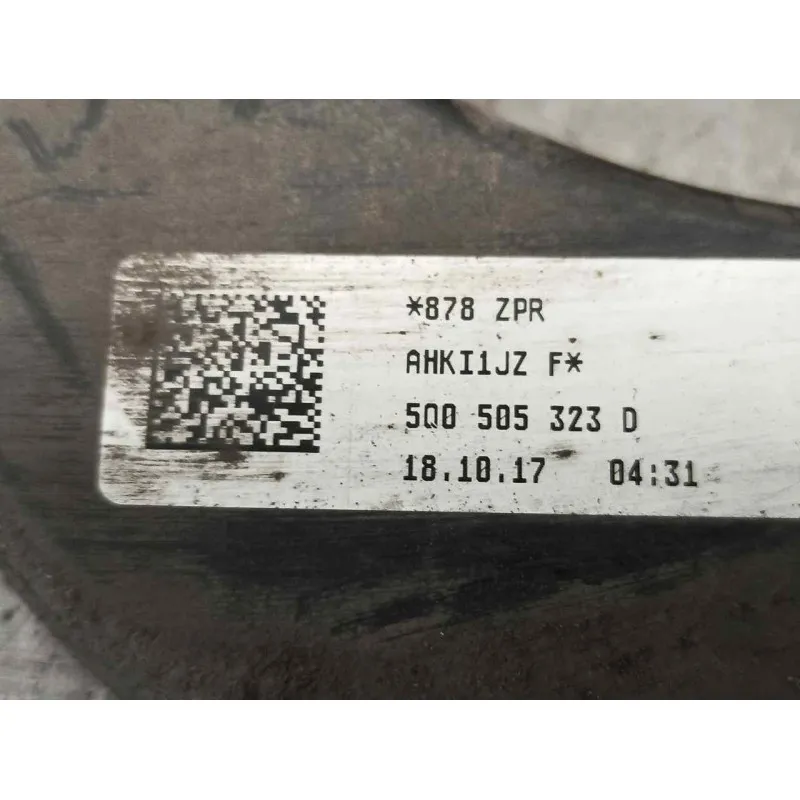 *878 ZPR
AHKI1JZ F*
5Q0 505 323 D
18.10.17 04:31